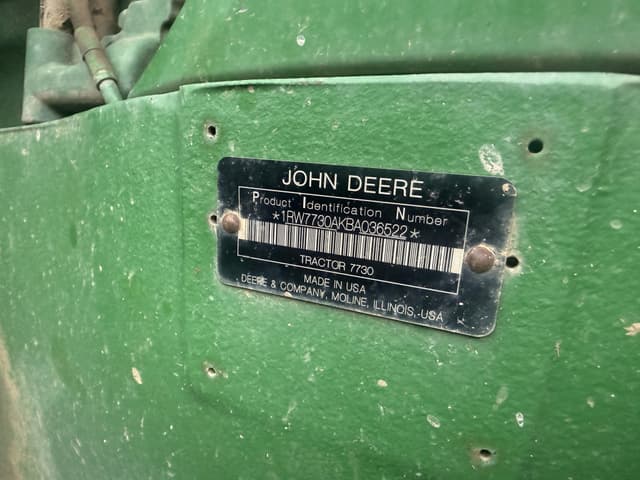 JOHN DEERE
Product Identification Number
*1RW7730AKBA036522*
TRACTOR 7730
MADE IN USA
DEERE & COMPANY, MOLINE, ILLINOIS, USA